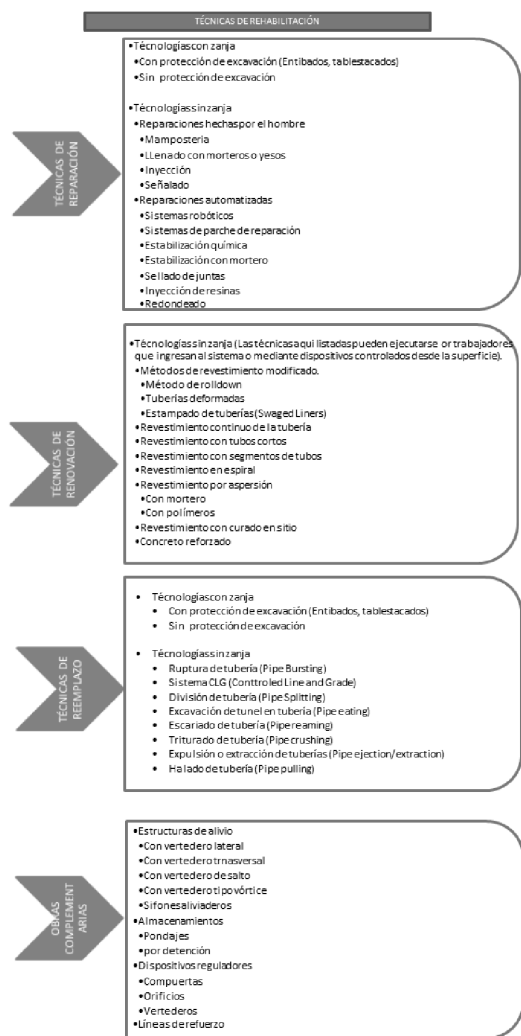 TÉCNICAS DE REHABILITACIÓN
TÉCNICAS DE
REPARACIÓN
•Técnologías con zanja
•Con protección de excavación (Entibados, tablestacados)
•Sin protección de excavación
•Técnologías sin zanja
•Reparaciones hechas por el hombre
•Mampostería
•LLenado con morteros o yesos
•Inyección
•Señalado
•Reparaciones automatizadas
•Sistemas robóticos
•Sistemas de parche de reparación
•Estabilización química
•Estabilización con mortero
•Sellado de juntas
•Inyección de resinas
•Redondeado
TÉCNICAS DE
RENOVACIÓN
•Técnologías sin zanja (Las técnicas aqui listadas pueden ejecutarse or trabajadores
que ingresan al sistema o mediante dispositivos controlados desde la superficie).
•Métodos de revestimiento modificado.
•Método de rolldown
•Tuberías deformadas
•Estampado de tuberías (Swaged Liners)
•Revestimiento continuo de la tubería
•Revestimiento con tubos cortos
•Revestimiento con segmentos de tubos
•Revestimiento en espiral
•Revestimiento por aspersión
•Con mortero
•Con polímeros
•Revestimiento con curado en sitio
•Concreto reforzado
TÉCNICAS DE
REEMPLAZO
• Técnologías con zanja
• Con protección de excavación (Entibados, tablestacados)
• Sin protección de excavación
• Técnologías sin zanja
• Ruptura de tubería (Pipe Bursting)
• Sistema CLG (Conttroled Line and Grade)
• División de tubería (Pipe Splitting)
• Excavación de tunel en tubería (Pipe eating)
• Escariado de tubería (Pipe reaming)
• Triturado de tubería (Pipe crushing)
• Expulsión o extracción de tuberías (Pipe ejection/extraction)
• Halado de tubería (Pipe pulling)
OBRAS
COMPLEMENT
ARIAS
•Estructuras de alivio
•Con vertedero lateral
•Con vertedero trnasversal
•Con vertedero de salto
•Con vertedero tipo vórtice
•Sifones aliviaderos
•Almacenamientos
•Pondajes
•por detención
•Dispositivos reguladores
•Compuertas
•Orificios
•Vertederos
•Líneas de refuerzo